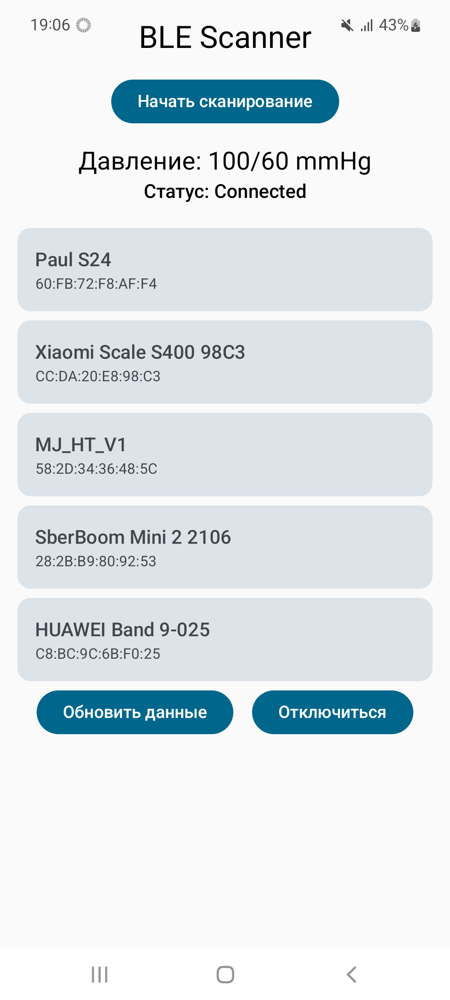 19:06
43%
BLE Scanner
Начать сканирование
Давление: 100/60 mmHg
Статус: Connected
Paul S24
60:FB:72:F8:AF:F4
Xiaomi Scale S400 98C3
CC:DA:20:E8:98:C3
MJ_HT_V1
58:2D:34:36:48:5C
SberBoom Mini 2 2106
28:2B:B9:80:92:53
HUAWEI Band 9-025
C8:BC:9C:6B:F0:25
Обновить данные
Отключиться